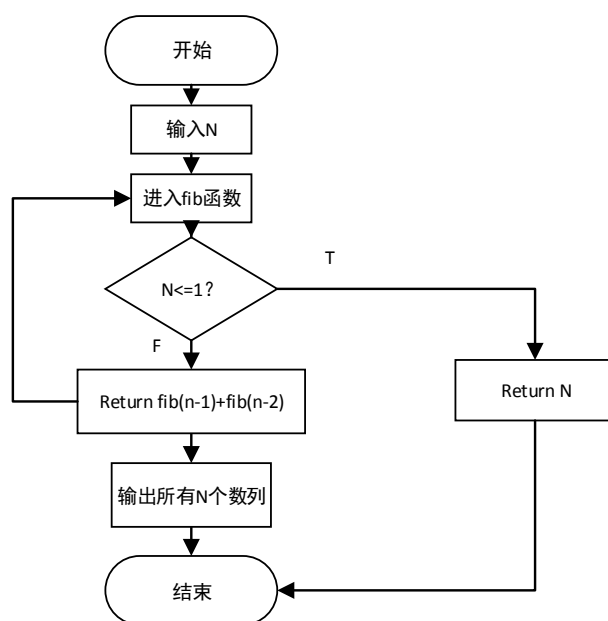 开始
输入N
进入fib函数
N<=1?
T
F
Return fib(n-1)+fib(n-2)
Return N
输出所有N个数列
结束